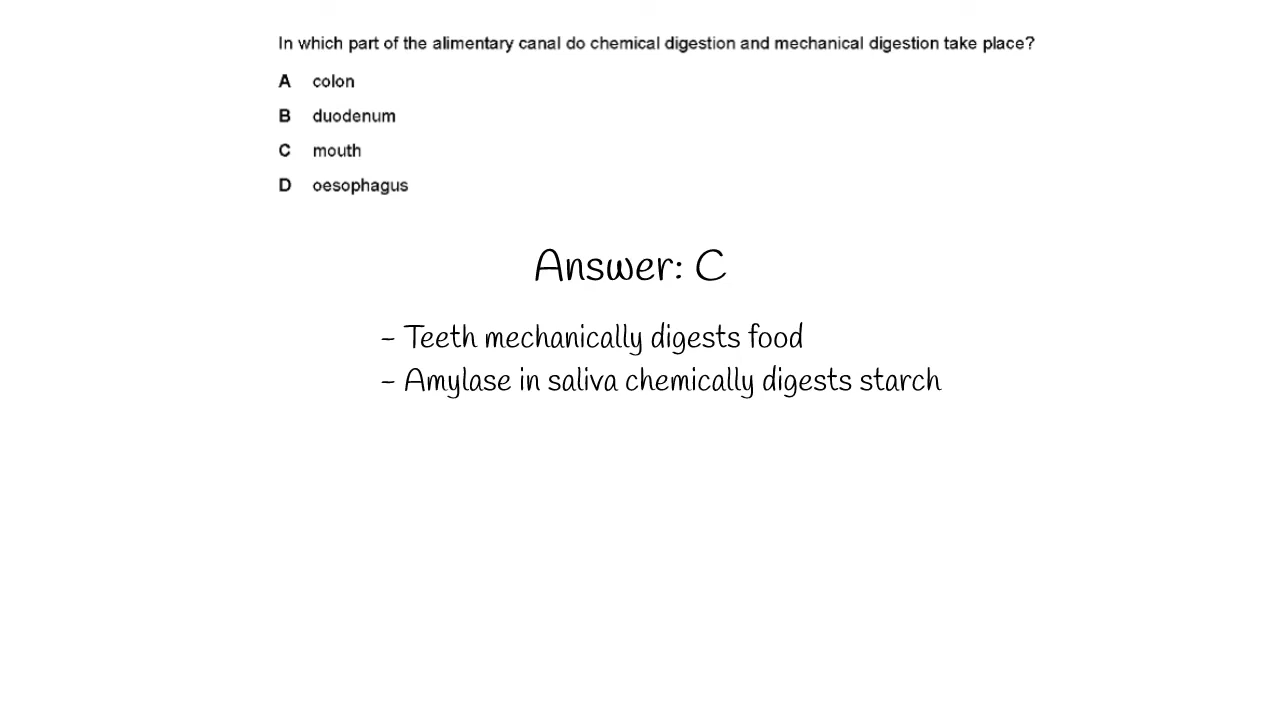 In which part of the alimentary canal do chemical digestion and mechanical digestion take place?
A colon
B duodenum
C mouth
D oesophagus
Answer: C
- Teeth mechanically digests food
- Amylase in saliva chemically digests starch